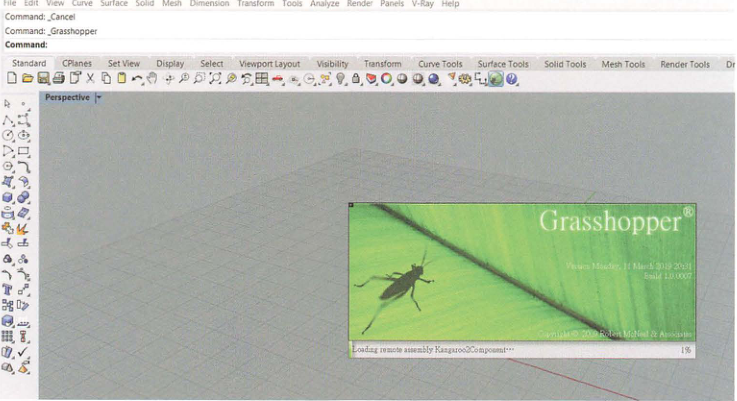 File Edit View Curve Surface Solid Mesh Dimension Transform Tools Analyze Render Panels V-Ray Help
Command: _Cancel
Command: _Grasshopper
Command:
Standard CPlanes Set View Display Select Viewport Layout Visibility Transform Curve Tools Surface Tools Solid Tools Mesh Tools Render Tools Dr
Perspective
Grasshopper®
Version Monday, 11 March 2019 20:01
Build 1.0.0007
Copyright © 2019 Robert McNeel & Associates
Loading remote assembly Kangaroo2Component··· 1%